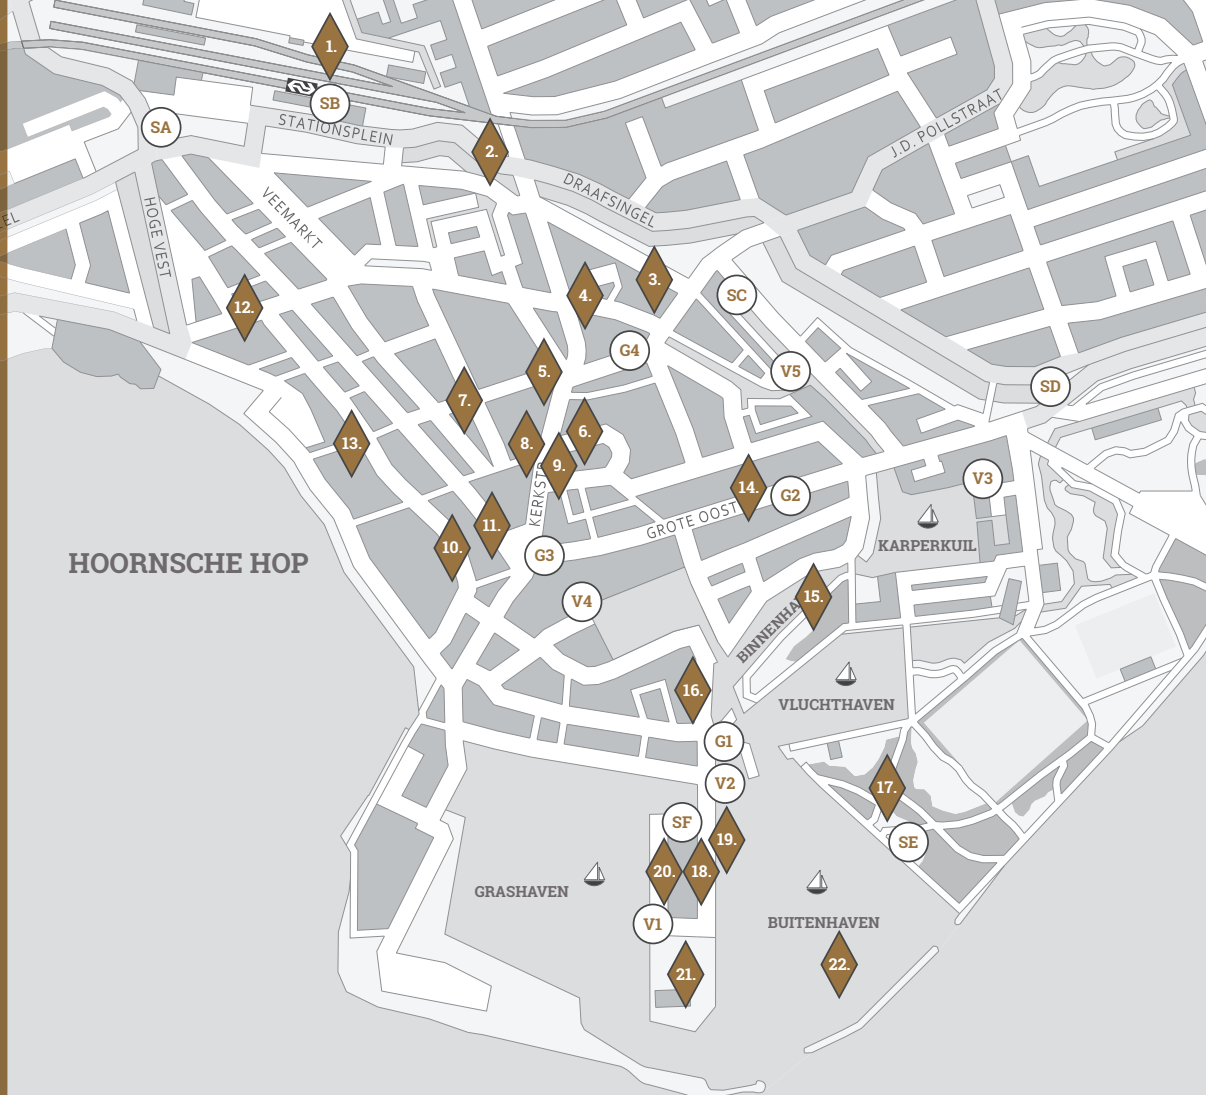 1.
SB
SA
STATIONSPLEIN
2.
J.D. POLLSTRAAT
DRAAFSINGEL
VEEMARKT
HOGE VEST
EL
3.
4.
SC
12.
G4
5.
V5
SD
7.
6.
8.
13.
9.
KERKSTR
V3
14.
G2
11.
GROTE OOST
10.
G3
KARPERKUIL
HOORNSCHE HOP
V4
15.
BINNENHA
16.
VLUCHTHAVEN
G1
V2
17.
SF
19.
SE
20.
18.
GRASHAVEN
V1
BUITENHAVEN
22.
21.